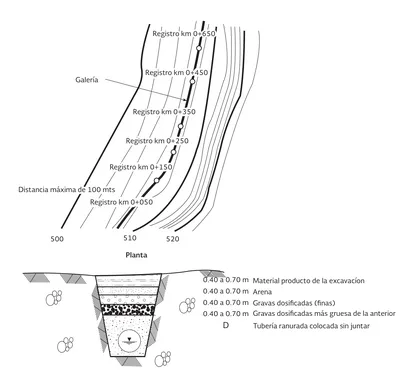 Registro km 0+650
Registro km 0+450
Galería
Registro km 0+350
Registro km 0+250
Registro km 0+150
Distancia máxima de 100 mts
Registro km 0+050
500
510
520
Planta
0.40 a 0.70 m Material producto de la excavacíon
0.40 a 0.70 m Arena
0.40 a 0.70 m Gravas dosificadas (finas)
0.40 a 0.70 m Gravas dosificadas más gruesa de la anterior
D Tubería ranurada colocada sin juntar